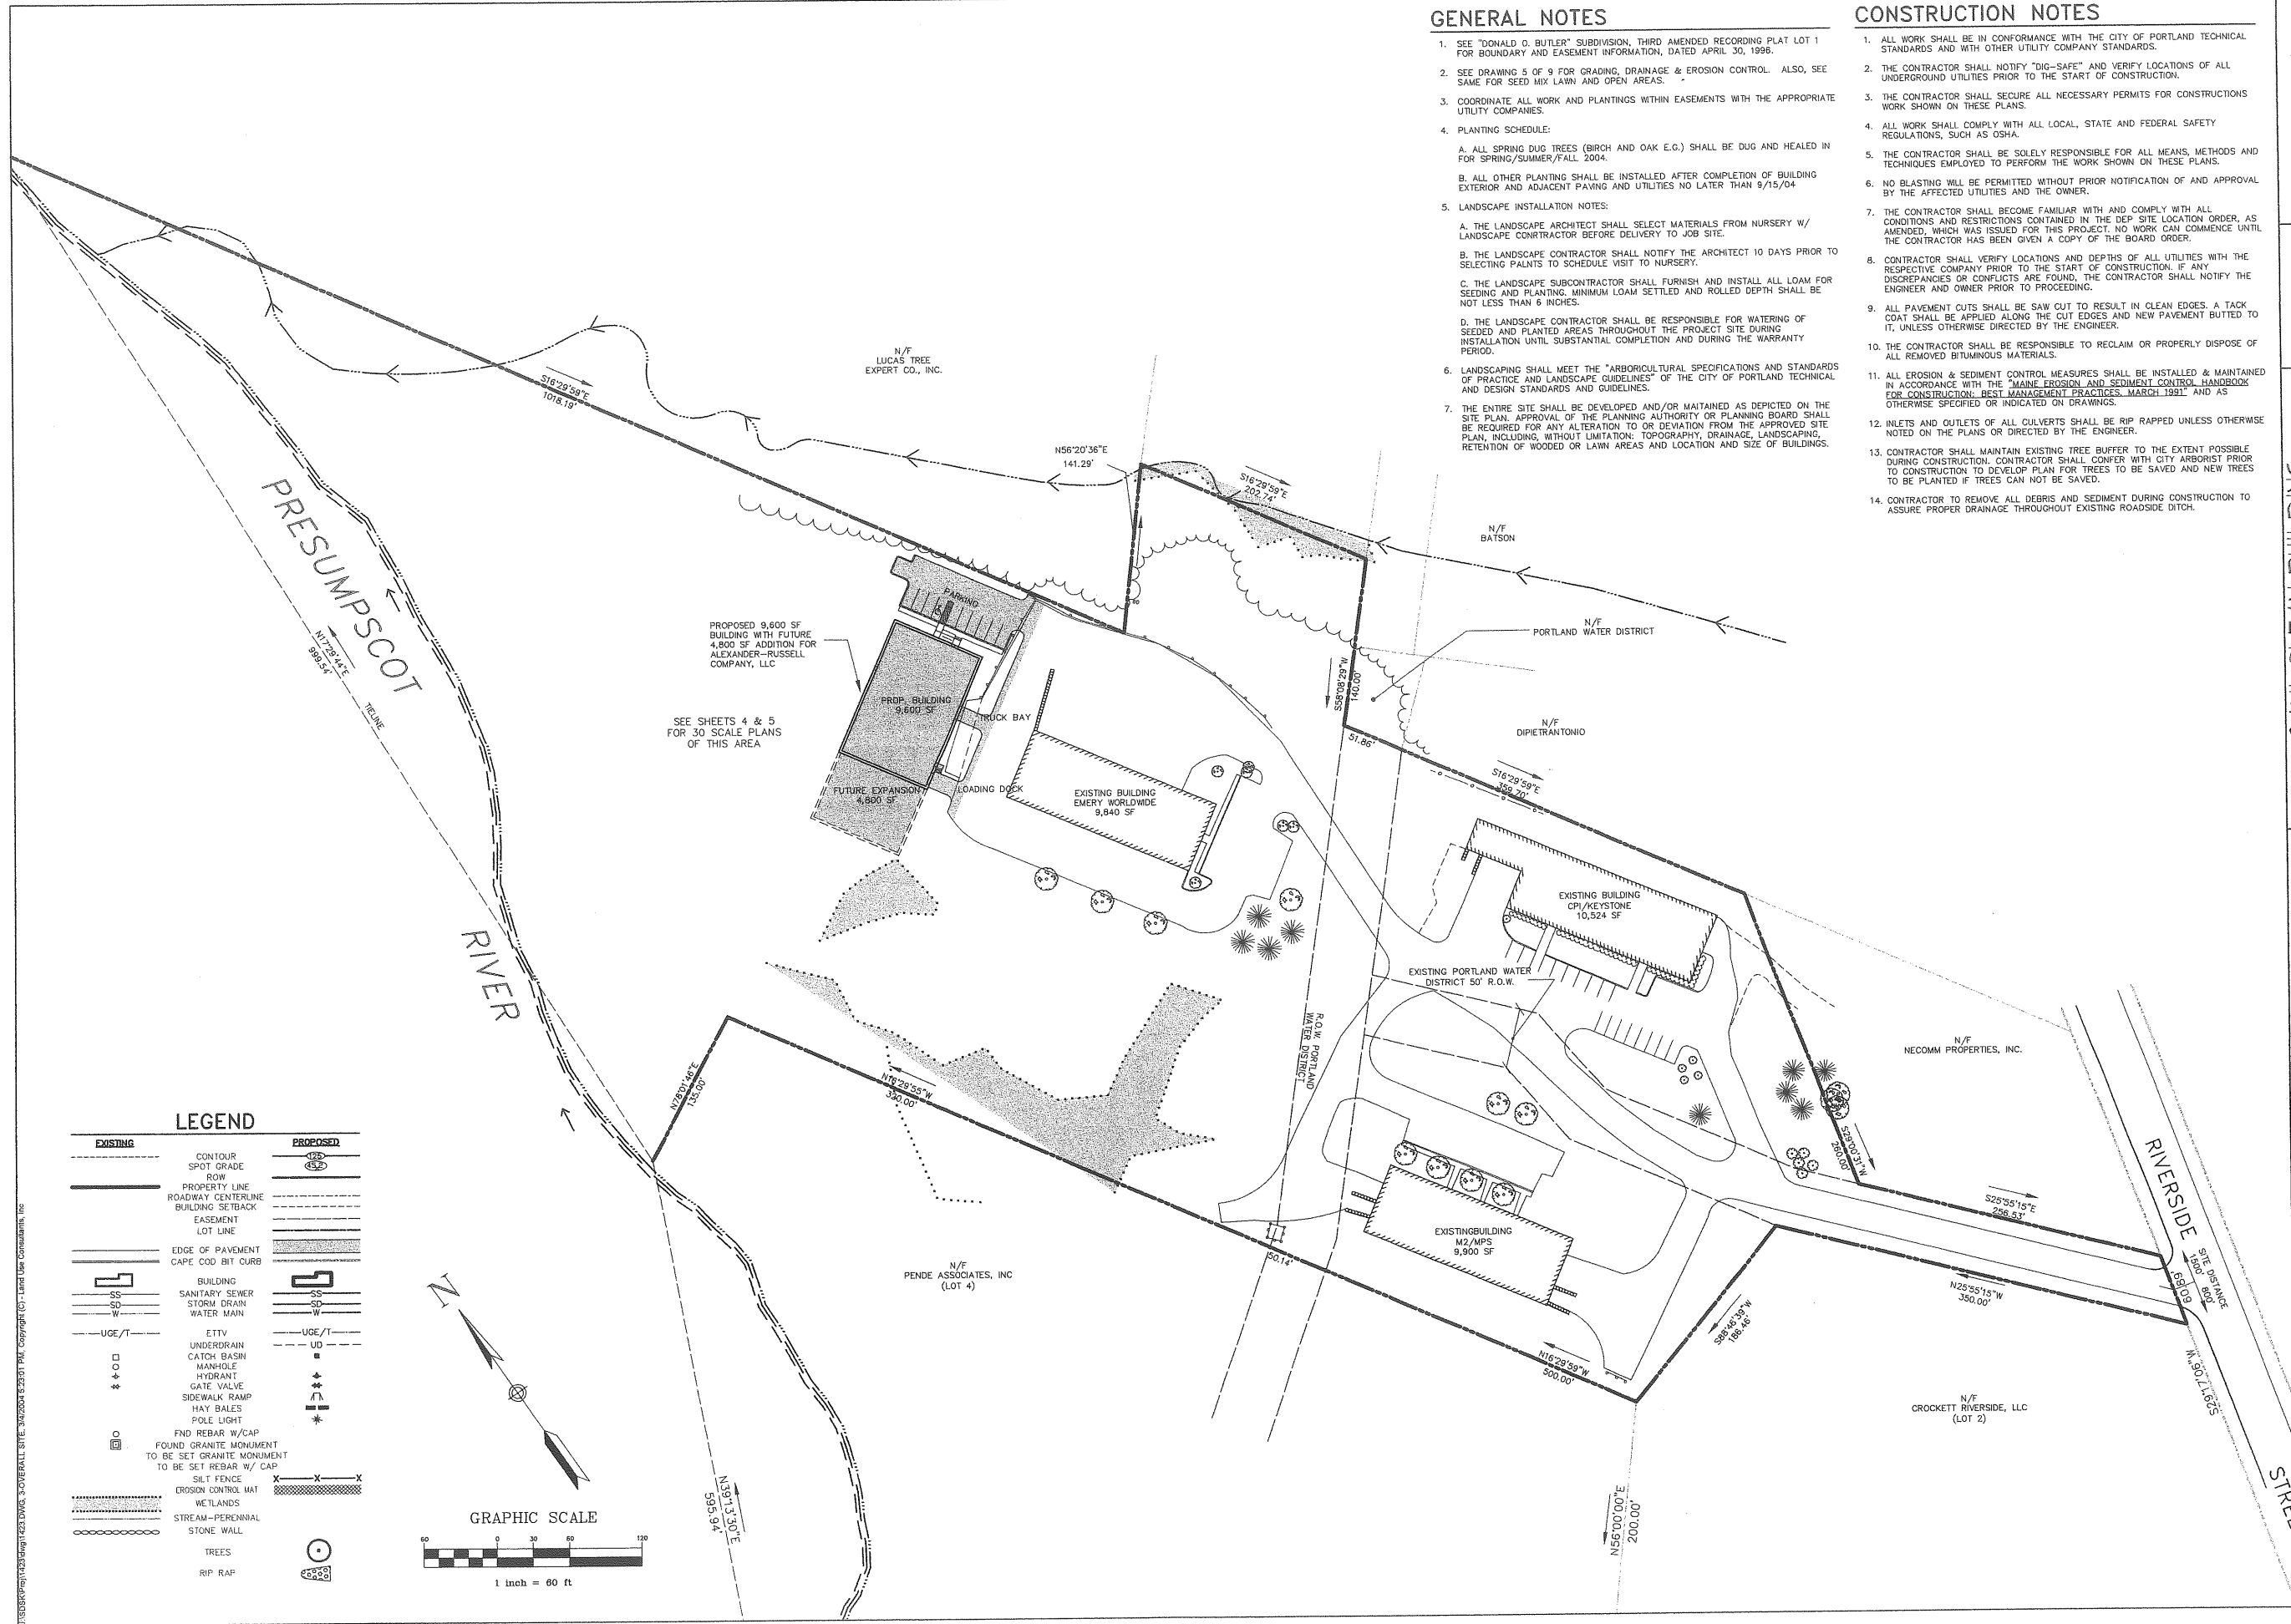 GENERAL NOTES
1. SEE "DONALD O. BUTLER" SUBDIVISION, THIRD AMENDED RECORDING PLAT LOT 1
FOR BOUNDARY AND EASEMENT INFORMATION, DATED APRIL 30, 1996.
2. SEE DRAWING 5 OF 9 FOR GRADING, DRAINAGE & EROSION CONTROL. ALSO, SEE
SAME FOR SEED MIX LAWN AND OPEN AREAS.
3. COORDINATE ALL WORK AND PLANTINGS WITHIN EASEMENTS WITH THE APPROPRIATE
UTILITY COMPANIES.
4. PLANTING SCHEDULE:
A. ALL SPRING DUG TREES (BIRCH AND OAK E.G.) SHALL BE DUG AND HEALED IN
FOR SPRING/SUMMER/FALL 2004.
B. ALL OTHER PLANTING SHALL BE INSTALLED AFTER COMPLETION OF BUILDING
EXTERIOR AND ADJACENT PAVING AND UTILITIES NO LATER THAN 9/15/04
5. LANDSCAPE INSTALLATION NOTES:
A. THE LANDSCAPE ARCHITECT SHALL SELECT MATERIALS FROM NURSERY W/
LANDSCAPE CONRTRACTOR BEFORE DELIVERY TO JOB SITE.
B. THE LANDSCAPE CONTRACTOR SHALL NOTIFY THE ARCHITECT 10 DAYS PRIOR TO
SELECTING PALNTS TO SCHEDULE VISIT TO NURSERY.
C. THE LANDSCAPE SUBCONTRACTOR SHALL FURNISH AND INSTALL ALL LOAM FOR
SEEDING AND PLANTING. MINIMUM LOAM SETTLED AND ROLLED DEPTH SHALL BE
NOT LESS THAN 6 INCHES.
D. THE LANDSCAPE CONTRACTOR SHALL BE RESPONSIBLE FOR WATERING OF
SEEDED AND PLANTED AREAS THROUGHOUT THE PROJECT SITE DURING
INSTALLATION UNTIL SUBSTANTIAL COMPLETION AND DURING THE WARRANTY
PERIOD.
6. LANDSCAPING SHALL MEET THE "ARBORICULTURAL SPECIFICATIONS AND STANDARDS
OF PRACTICE AND LANDSCAPE GUIDELINES" OF THE CITY OF PORTLAND TECHNICAL
AND DESIGN STANDARDS AND GUIDELINES.
7. THE ENTIRE SITE SHALL BE DEVELOPED AND/OR MAITAINED AS DEPICTED ON THE
SITE PLAN. APPROVAL OF THE PLANNING AUTHORITY OR PLANNING BOARD SHALL
BE REQUIRED FOR ANY ALTERATION TO OR DEVIATION FROM THE APPROVED SITE
PLAN, INCLUDING, WITHOUT LIMITATION: TOPOGRAPHY, DRAINAGE, LANDSCAPING,
RETENTION OF WOODED OR LAWN AREAS AND LOCATION AND SIZE OF BUILDINGS.
CONSTRUCTION NOTES
1. ALL WORK SHALL BE IN CONFORMANCE WITH THE CITY OF PORTLAND TECHNICAL
STANDARDS AND WITH OTHER UTILITY COMPANY STANDARDS.
2. THE CONTRACTOR SHALL NOTIFY "DIG-SAFE" AND VERIFY LOCATIONS OF ALL
UNDERGROUND UTILITIES PRIOR TO THE START OF CONSTRUCTION.
3. THE CONTRACTOR SHALL SECURE ALL NECESSARY PERMITS FOR CONSTRUCTIONS
WORK SHOWN ON THESE PLANS.
4. ALL WORK SHALL COMPLY WITH ALL LOCAL, STATE AND FEDERAL SAFETY
REGULATIONS, SUCH AS OSHA.
5. THE CONTRACTOR SHALL BE SOLELY RESPONSIBLE FOR ALL MEANS, METHODS AND
TECHNIQUES EMPLOYED TO PERFORM THE WORK SHOWN ON THESE PLANS.
6. NO BLASTING WILL BE PERMITTED WITHOUT PRIOR NOTIFICATION OF AND APPROVAL
BY THE AFFECTED UTILITIES AND THE OWNER.
7. THE CONTRACTOR SHALL BECOME FAMILIAR WITH AND COMPLY WITH ALL
CONDITIONS AND RESTRICTIONS CONTAINED IN THE DEP SITE LOCATION ORDER, AS
AMENDED, WHICH WAS ISSUED FOR THIS PROJECT. NO WORK CAN COMMENCE UNTIL
THE CONTRACTOR HAS BEEN GIVEN A COPY OF THE BOARD ORDER.
8. CONTRACTOR SHALL VERIFY LOCATIONS AND DEPTHS OF ALL UTILITIES WITH THE
RESPECTIVE COMPANY PRIOR TO THE START OF CONSTRUCTION. IF ANY
DISCREPANCIES OR CONFLICTS ARE FOUND, THE CONTRACTOR SHALL NOTIFY THE
ENGINEER AND OWNER PRIOR TO PROCEEDING.
9. ALL PAVEMENT CUTS SHALL BE SAW CUT TO RESULT IN CLEAN EDGES. A TACK
COAT SHALL BE APPLIED ALONG THE CUT EDGES AND NEW PAVEMENT BUTTED TO
IT, UNLESS OTHERWISE DIRECTED BY THE ENGINEER.
10. THE CONTRACTOR SHALL BE RESPONSIBLE TO RECLAIM OR PROPERLY DISPOSE OF
ALL REMOVED BITUMINOUS MATERIALS.
11. ALL EROSION & SEDIMENT CONTROL MEASURES SHALL BE INSTALLED & MAINTAINED
IN ACCORDANCE WITH THE "MAINE EROSION AND SEDIMENT CONTROL HANDBOOK
FOR CONSTRUCTION: BEST MANAGEMENT PRACTICES, MARCH 1991" AND AS
OTHERWISE SPECIFIED OR INDICATED ON DRAWINGS.
12. INLETS AND OUTLETS OF ALL CULVERTS SHALL BE RIP RAPPED UNLESS OTHERWISE
NOTED ON THE PLANS OR DIRECTED BY THE ENGINEER.
13. CONTRACTOR SHALL MAINTAIN EXISTING TREE BUFFER TO THE EXTENT POSSIBLE
DURING CONSTRUCTION. CONTRACTOR SHALL CONFER WITH CITY ARBORIST PRIOR
TO CONSTRUCTION TO DEVELOP PLAN FOR TREES TO BE SAVED AND NEW TREES
TO BE PLANTED IF TREES CAN NOT BE SAVED.
14. CONTRACTOR TO REMOVE ALL DEBRIS AND SEDIMENT DURING CONSTRUCTION TO
ASSURE PROPER DRAINAGE THROUGHOUT EXISTING ROADSIDE DITCH.
N/F
LUCAS TREE
EXPERT CO., INC.
S16°29'59"E
1018.19'
N56°20'36"E
141.29'
S16°29'59"E
202.74'
N/F
BATSON
N/F
PORTLAND WATER DISTRICT
PRESUMPSCOT
RIVER
N17°29'44"E
999.54'
TIELINE
PARKING
PROPOSED 9,600 SF
BUILDING WITH FUTURE
4,800 SF ADDITION FOR
ALEXANDER-RUSSELL
COMPANY, LLC
S58°08'29"W
140.00'
PROP. BUILDING
9,600 SF
TRUCK BAY
SEE SHEETS 4 & 5
FOR 30 SCALE PLANS
OF THIS AREA
N/F
DIPIETRANTONIO
51.86'
S16°29'59"E
359.70'
FUTURE EXPANSION
4,800 SF
LOADING DOCK
EXISTING BUILDING
EMERY WORLDWIDE
9,840 SF
EXISTING BUILDING
CPI/KEYSTONE
10,524 SF
EXISTING PORTLAND WATER
DISTRICT 50' R.O.W.
R.O.W. PORTLAND
WATER DISTRICT
N/F
NECOMM PROPERTIES, INC.
N78°01'46"E
135.00'
N16°29'55"W
350.00'
S29°00'31"W
260.00'
S25°55'15"E
256.53'
RIVERSIDE
STREET
SITE DISTANCE
1500' 800'
60.189'
N25°55'15"W
350.00'
S29°17'06"W
EXISTINGBUILDING
M2/MPS
9,900 SF
50.14'
N/F
PENDE ASSOCIATES, INC
(LOT 4)
S88°46'39"W
186.46'
N16°29'59"W
500.00'
N/F
CROCKETT RIVERSIDE, LLC
(LOT 2)
N56°00'00"E
200.00'
N39°13'30"E
595.94'
LEGEND
EXISTING PROPOSED
CONTOUR 126
SPOT GRADE 45.2
ROW
PROPERTY LINE
ROADWAY CENTERLINE
BUILDING SETBACK
EASEMENT
LOT LINE
EDGE OF PAVEMENT
CAPE COD BIT CURB
BUILDING
SS SANITARY SEWER SS
SD STORM DRAIN SD
W WATER MAIN W
UGE/T ETTV UGE/T
UNDERDRAIN UD
CATCH BASIN
MANHOLE
HYDRANT
GATE VALVE
SIDEWALK RAMP
HAY BALES
POLE LIGHT
FND REBAR W/CAP
FOUND GRANITE MONUMENT
TO BE SET GRANITE MONUMENT
TO BE SET REBAR W/ CAP
SILT FENCE X X X
EROSION CONTROL MAT
WETLANDS
STREAM-PERENNIAL
STONE WALL
TREES
RIP RAP
N
GRAPHIC SCALE
60 0 30 60 120
1 inch = 60 ft